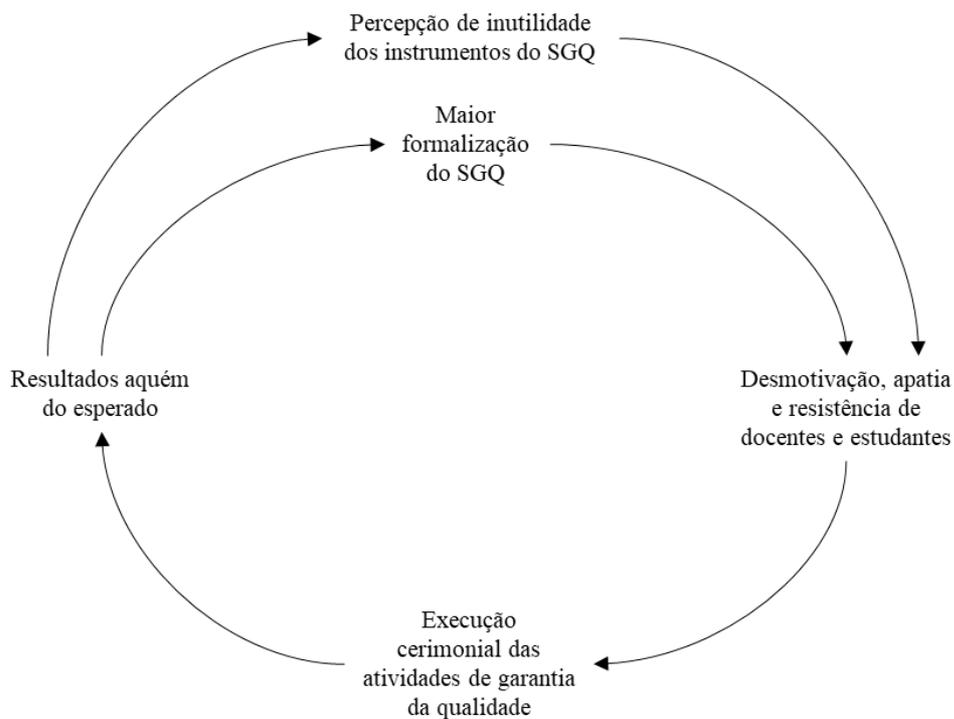 Percepção de inutilidade
dos instrumentos do SGQ
Maior
formalização
do SGQ
Resultados aquém
do esperado
Desmotivação, apatia
e resistência de
docentes e estudantes
Execução
cerimonial das
atividades de garantia
da qualidade